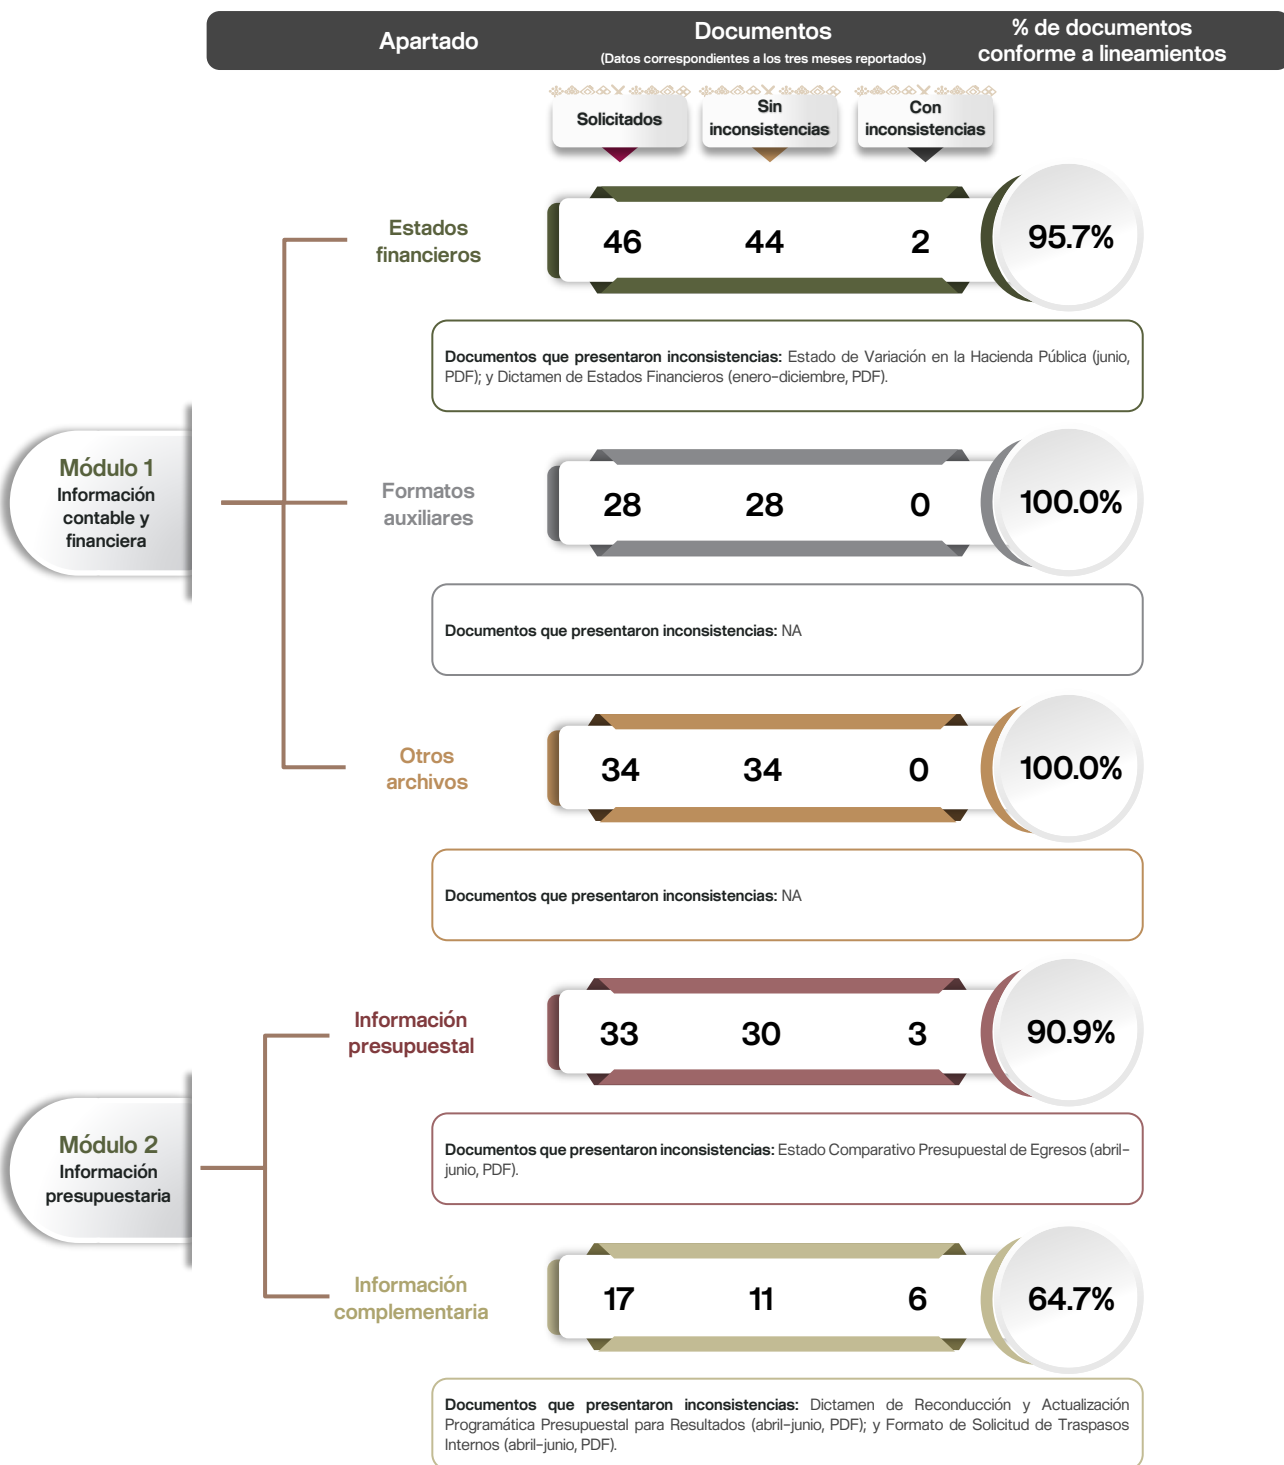 Apartado
Documentos
(Datos correspondientes a los tres meses reportados)
% de documentos
conforme a lineamientos
Solicitados
Sin
inconsistencias
Con
inconsistencias
Módulo 1
Información
contable y
financiera
Estados
financieros
46 44 2 95.7%
Documentos que presentaron inconsistencias: Estado de Variación en la Hacienda Pública (junio,
PDF); y Dictamen de Estados Financieros (enero-diciembre, PDF).
Formatos
auxiliares
28 28 0 100.0%
Documentos que presentaron inconsistencias: NA
Otros
archivos
34 34 0 100.0%
Documentos que presentaron inconsistencias: NA
Módulo 2
Información
presupuestaria
Información
presupuestal
33 30 3 90.9%
Documentos que presentaron inconsistencias: Estado Comparativo Presupuestal de Egresos (abril-
junio, PDF).
Información
complementaria
17 11 6 64.7%
Documentos que presentaron inconsistencias: Dictamen de Reconducción y Actualización
Programática Presupuestal para Resultados (abril-junio, PDF); y Formato de Solicitud de Traspasos
Internos (abril-junio, PDF).